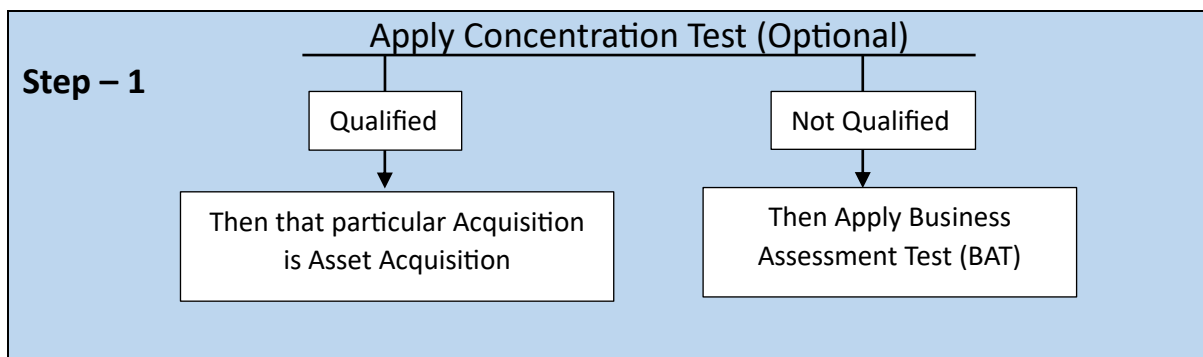 Apply Concentration Test (Optional)
Step – 1
Qualified
Not Qualified
Then that particular Acquisition
is Asset Acquisition
Then Apply Business
Assessment Test (BAT)